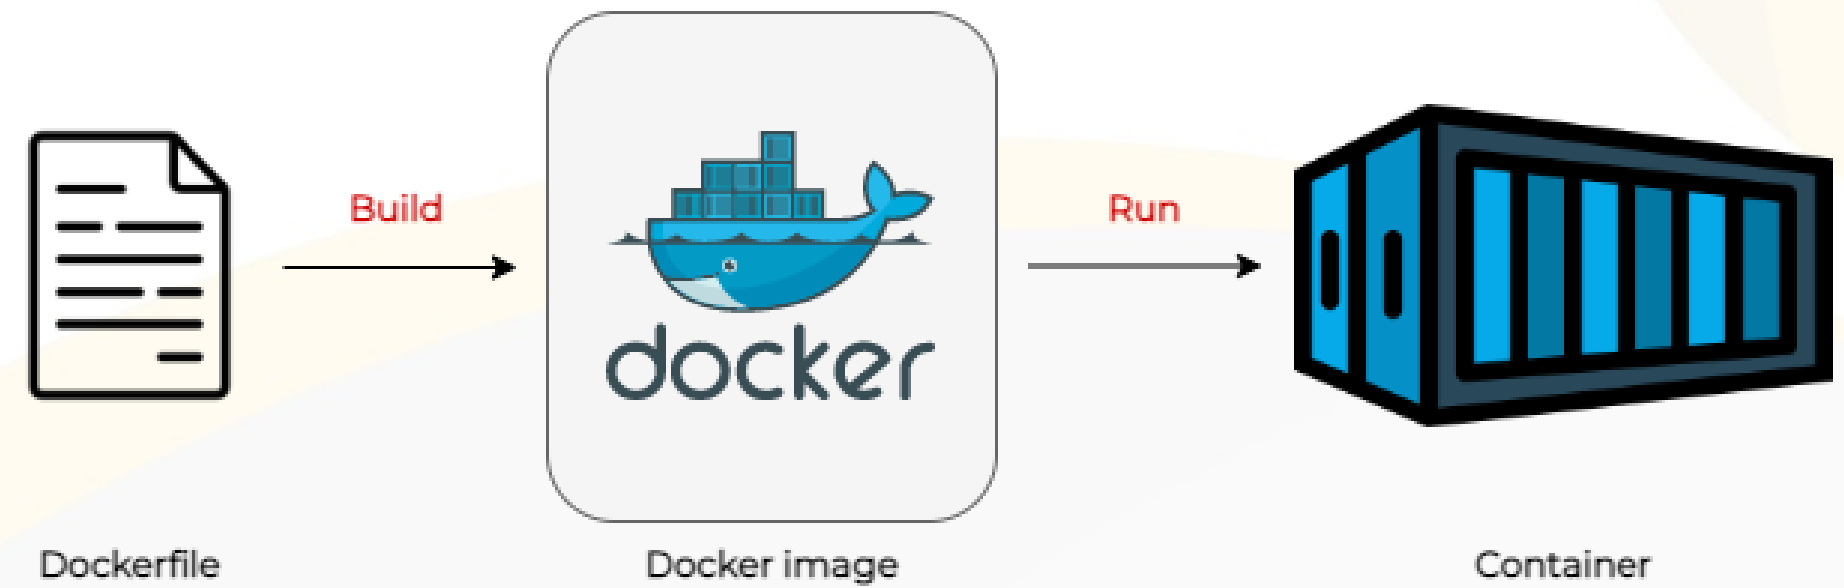 Build
docker
Run
Dockerfile
Docker image
Container